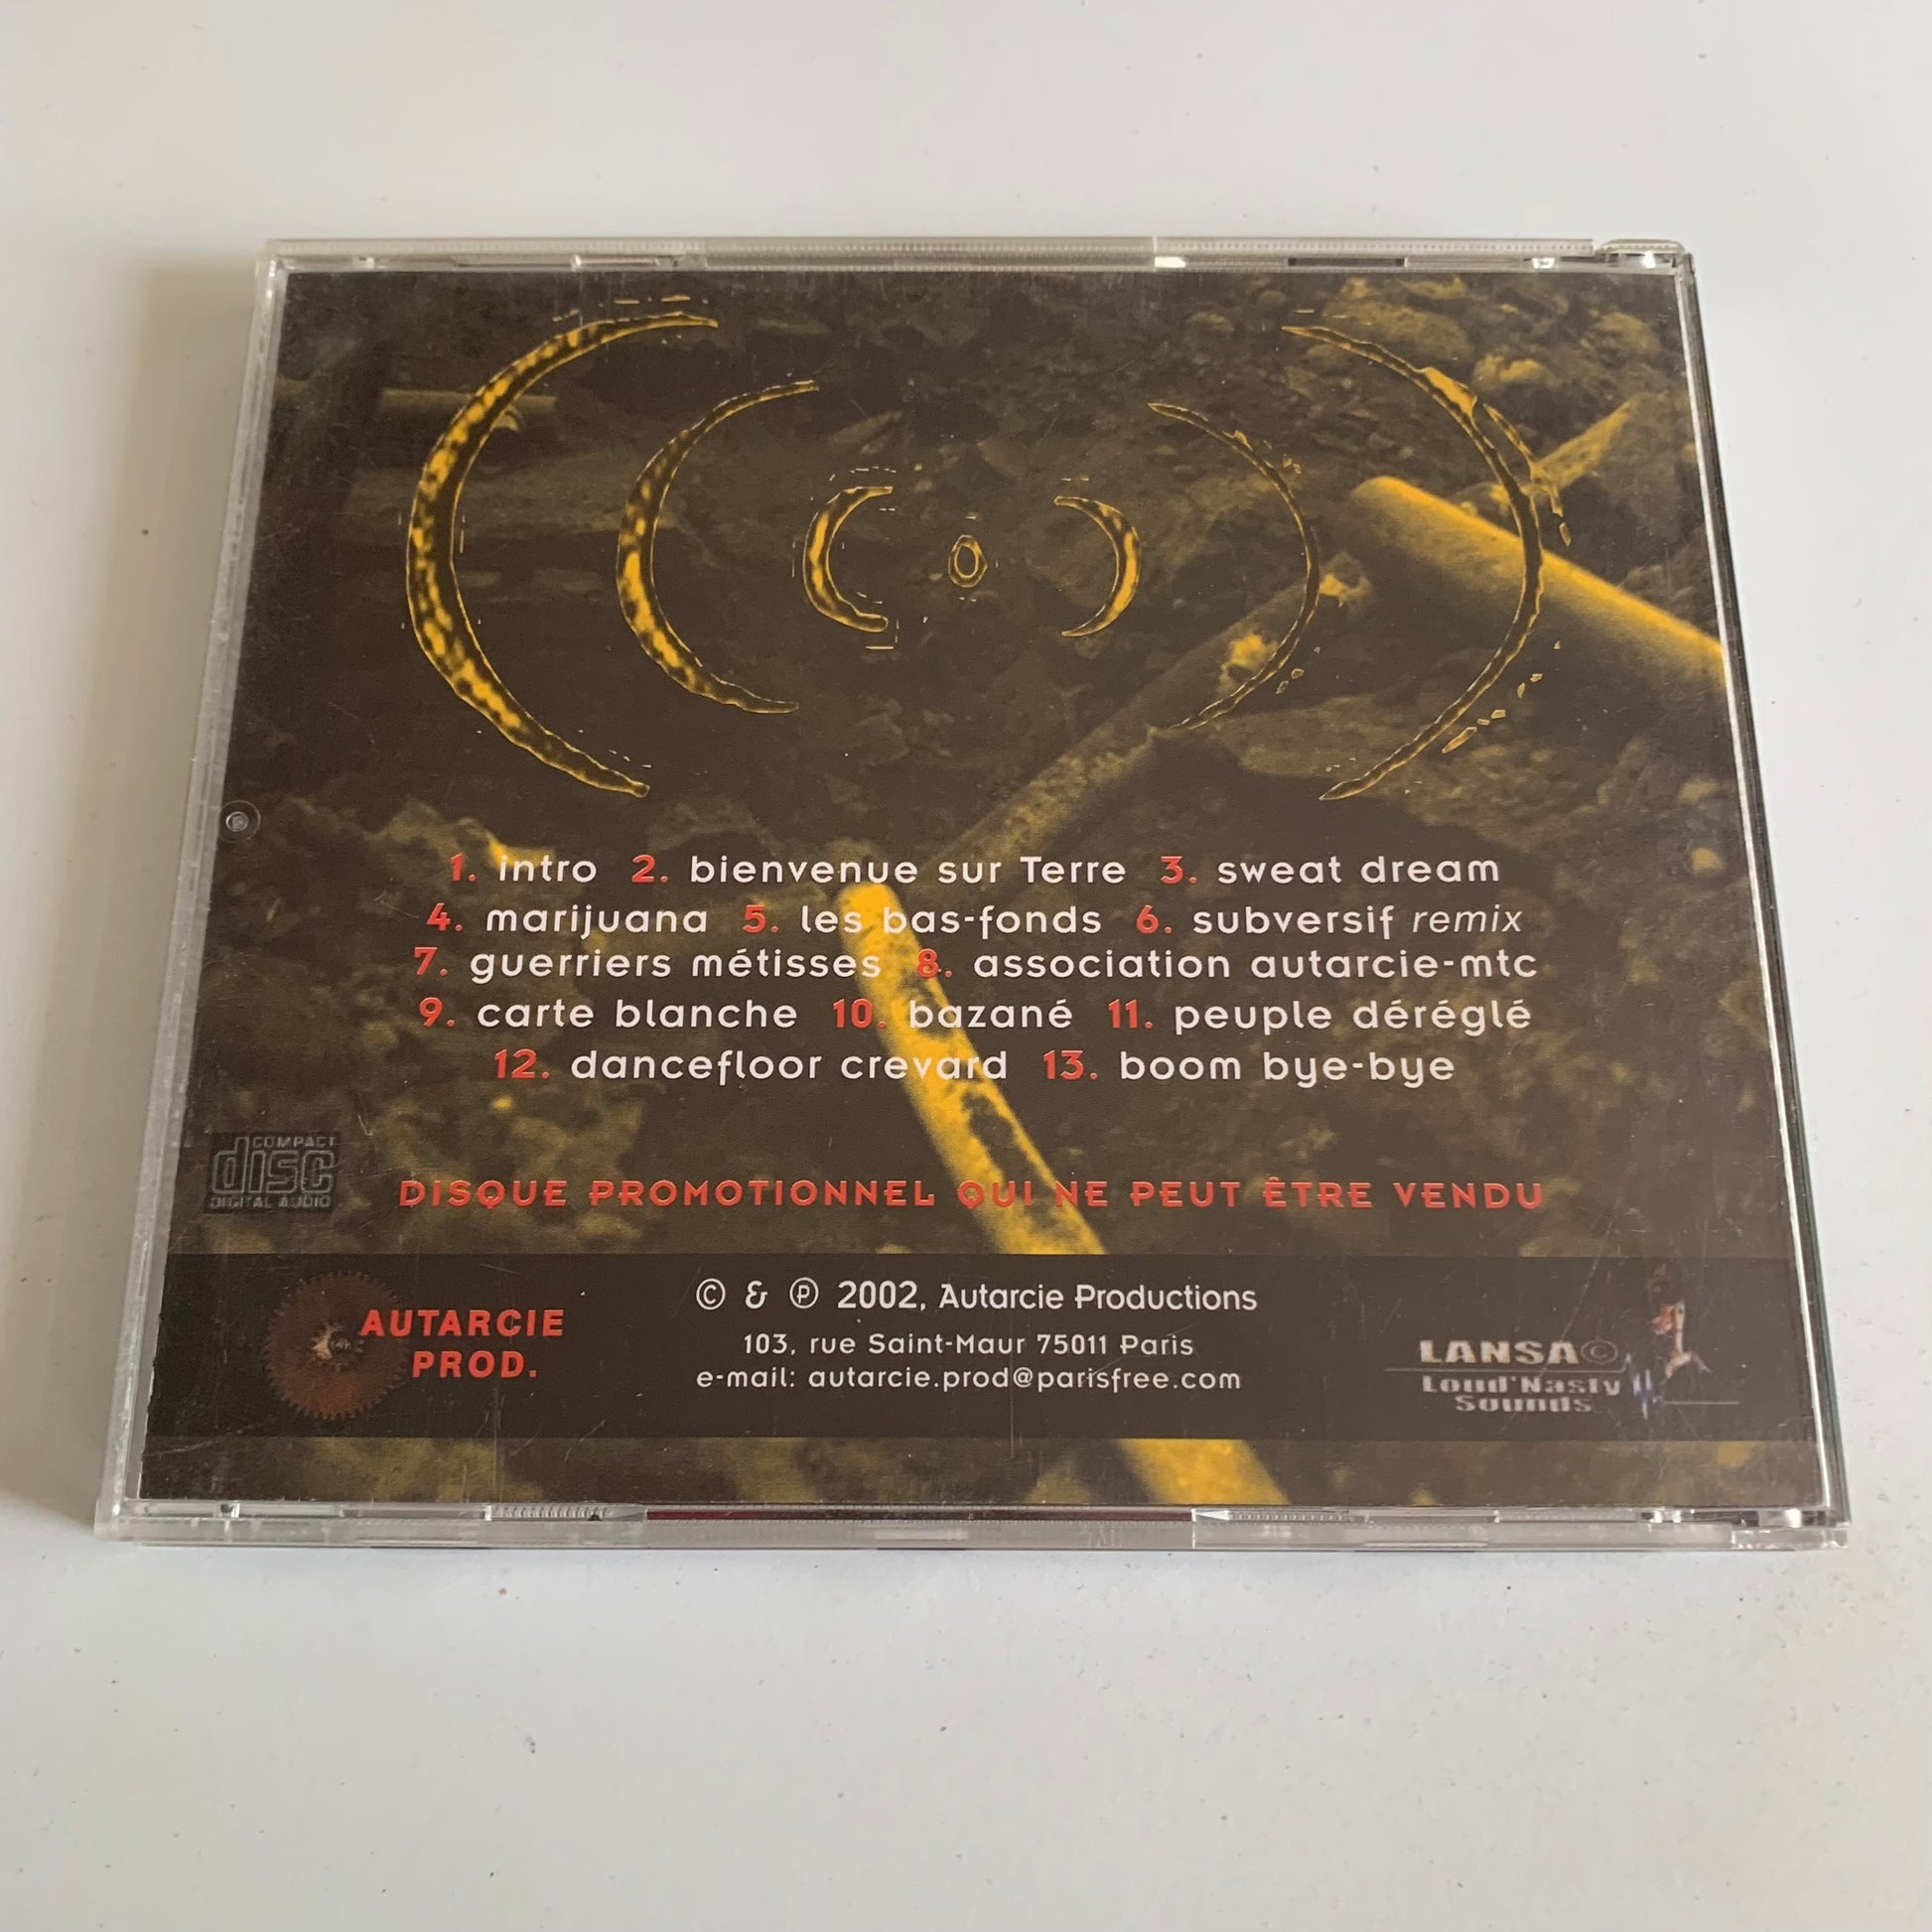 1. intro 2. bienvenue sur Terre 3. sweat dream
4. marijuana 5. les bas-fonds 6. subversif remix
7. guerriers métisses 8. association autarcie-mtc
9. carte blanche 10. bazané 11. peuple déréglé
12. dancefloor crevard 13. boom bye-bye
COMPACT
disc
DIGITAL AUDIO
DISQUE PROMOTIONNEL QUI NE PEUT ÊTRE VENDU
AUTARCIE
PROD.
© & ℗ 2002, Autarcie Productions
103, rue Saint-Maur 75011 Paris
e-mail: autarcie.prod@parisfree.com
LANSA©
Loud'Nasty
Sounds